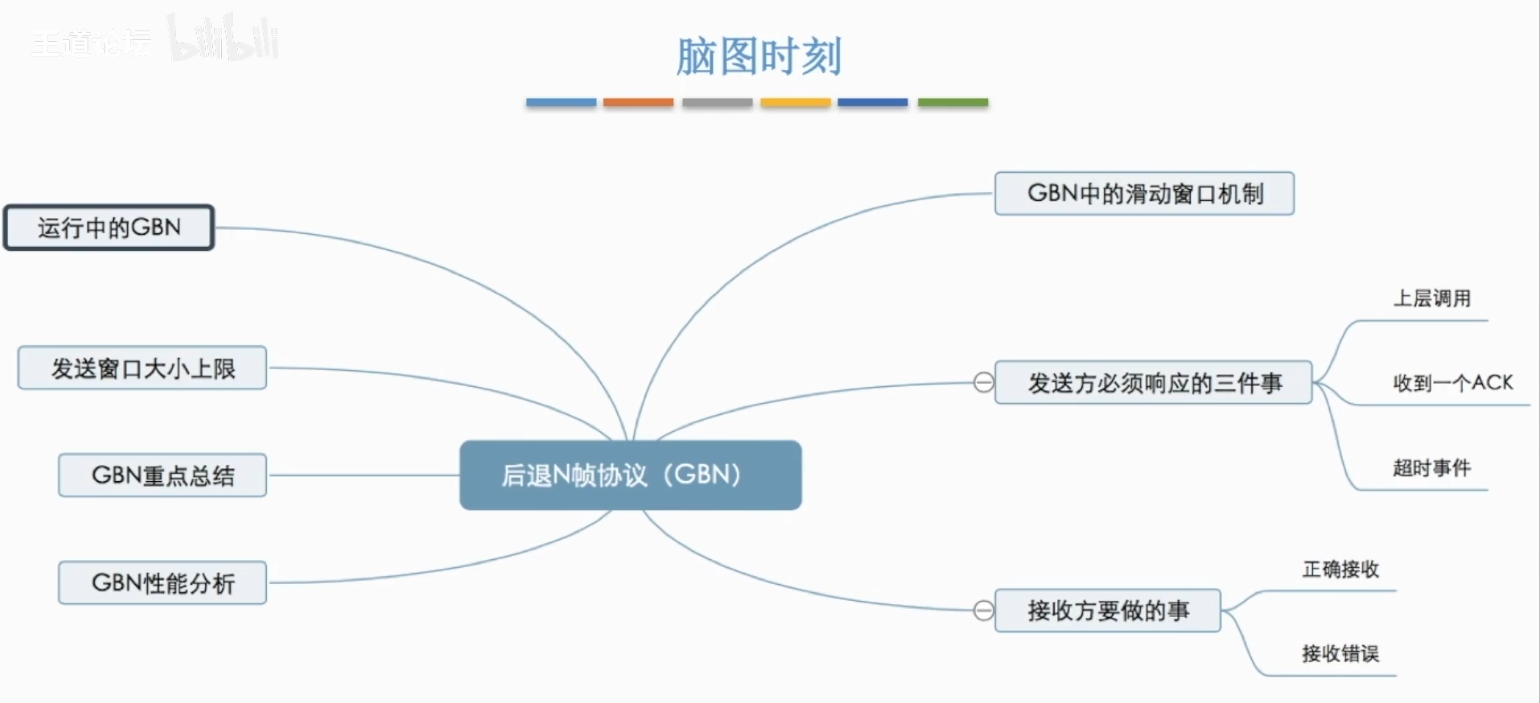 王道论坛 bilibili
脑图时刻
GBN中的滑动窗口机制
运行中的GBN
上层调用
发送窗口大小上限
发送方必须响应的三件事
收到一个ACK
超时事件
GBN重点总结
后退N帧协议（GBN）
GBN性能分析
正确接收
接收方要做的事
接收错误